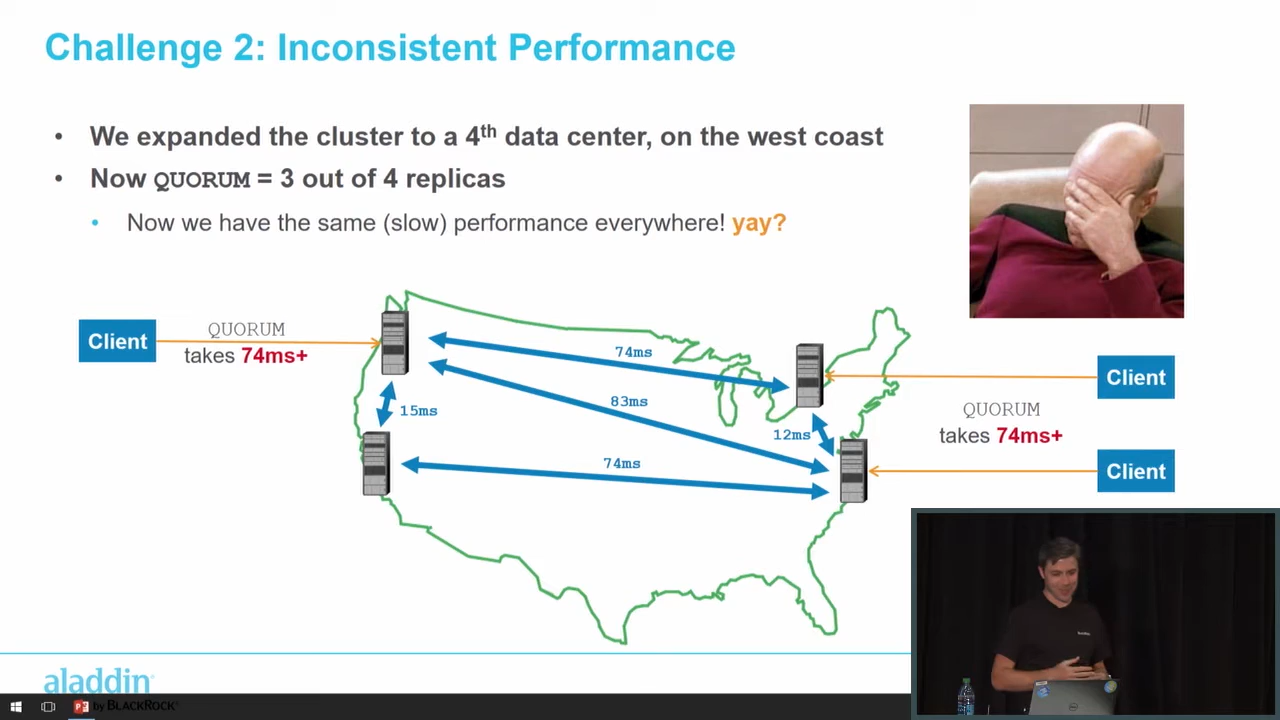 Challenge 2: Inconsistent Performance
• We expanded the cluster to a 4th data center, on the west coast
• Now QUORUM = 3 out of 4 replicas
• Now we have the same (slow) performance everywhere! yay?
Client
QUORUM
takes 74ms+
74ms
83ms
15ms
12ms
74ms
Client
QUORUM
takes 74ms+
Client
aladdin
by BLACKROCK®